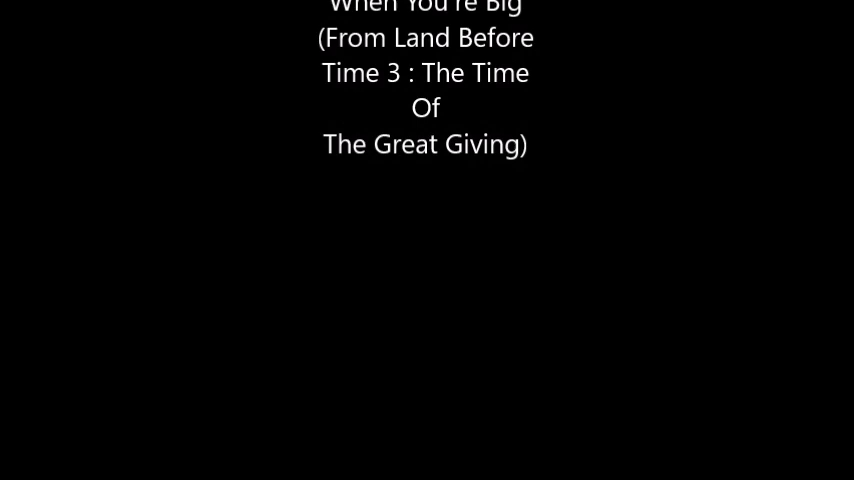 When You're Big
(From Land Before
Time 3 : The Time
Of
The Great Giving)